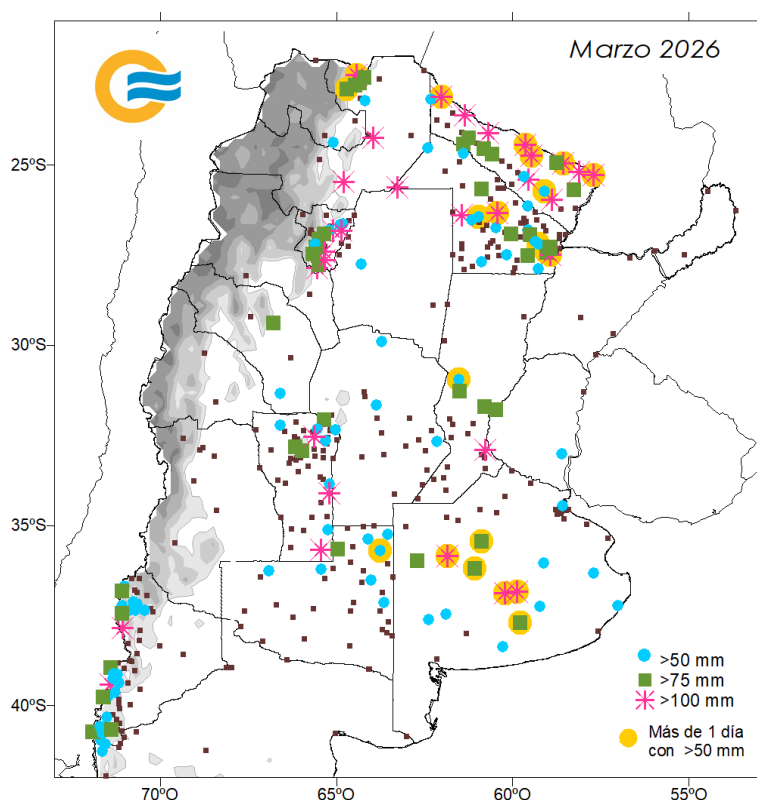 Marzo 2026
25ºS
30ºS
35ºS
40ºS
>50 mm
>75 mm
>100 mm
Más de 1 día
con >50 mm
70ºO
65ºO
60ºO
55ºO